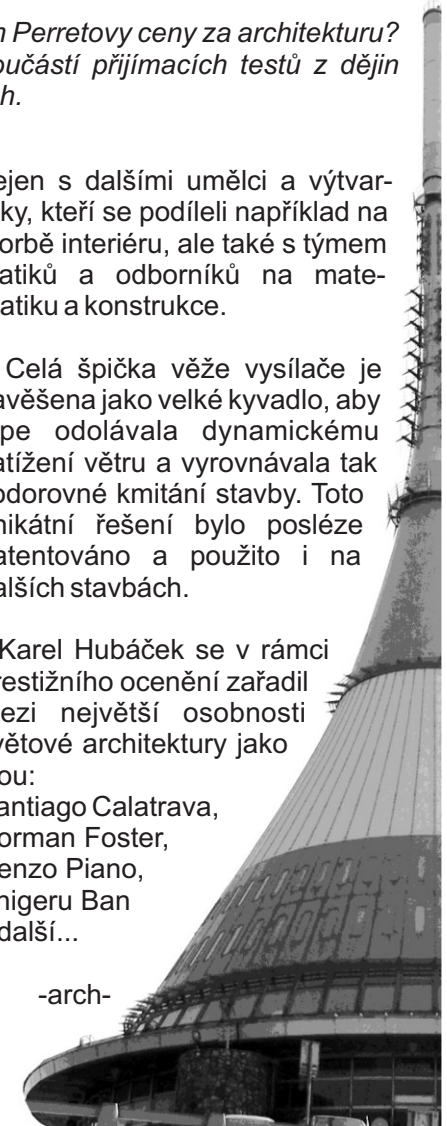 n Perretovy ceny za architekturu?
oučástí přijímacích testů z dějin
h.
ejen s dalšími umělci a výtvar-
ky, kteří se podíleli například na
orbě interiéru, ale také s týmem
atiků a odborníků na mate-
atiku a konstrukce.
Celá špička věže vysílače je
avěšena jako velké kyvadlo, aby
pe odolávala dynamickému
atížení větru a vyrovnávala tak
odorovné kmitání stavby. Toto
nikátní řešení bylo posléze
atentováno a použito i na
alších stavbách.
Karel Hubáček se v rámci
restižního ocenění zařadil
ezi největší osobnosti
větové architektury jako
ou:
antiago Calatrava,
orman Foster,
enzo Piano,
higeru Ban
další...
-arch-